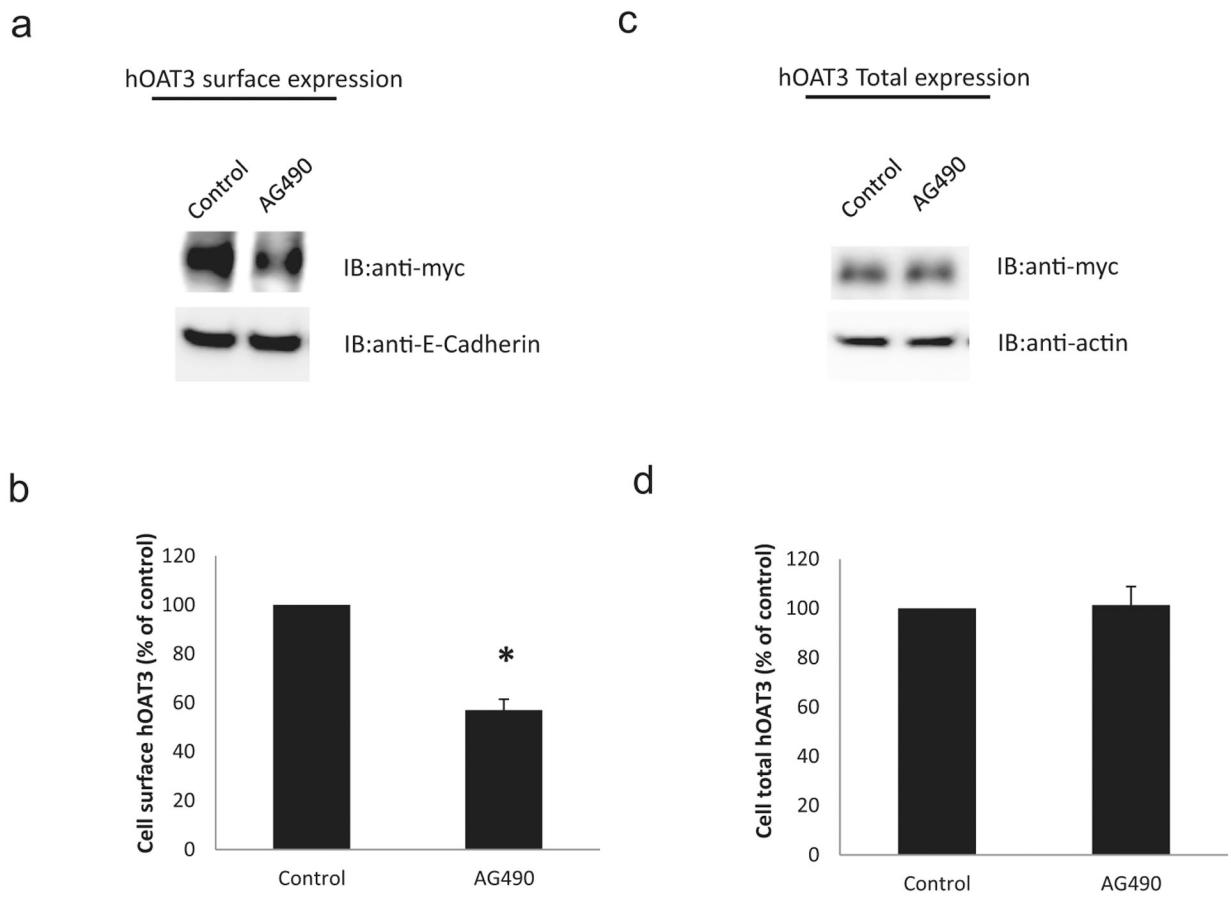 a
hOAT3 surface expression
Control
AG490
IB:anti-myc
IB:anti-E-Cadherin
b
Cell surface hOAT3 (% of control)
120
100
80
60
40
20
0
*
Control
AG490
c
hOAT3 Total expression
Control
AG490
IB:anti-myc
IB:anti-actin
d
Cell total hOAT3 (% of control)
120
100
80
60
40
20
0
Control
AG490